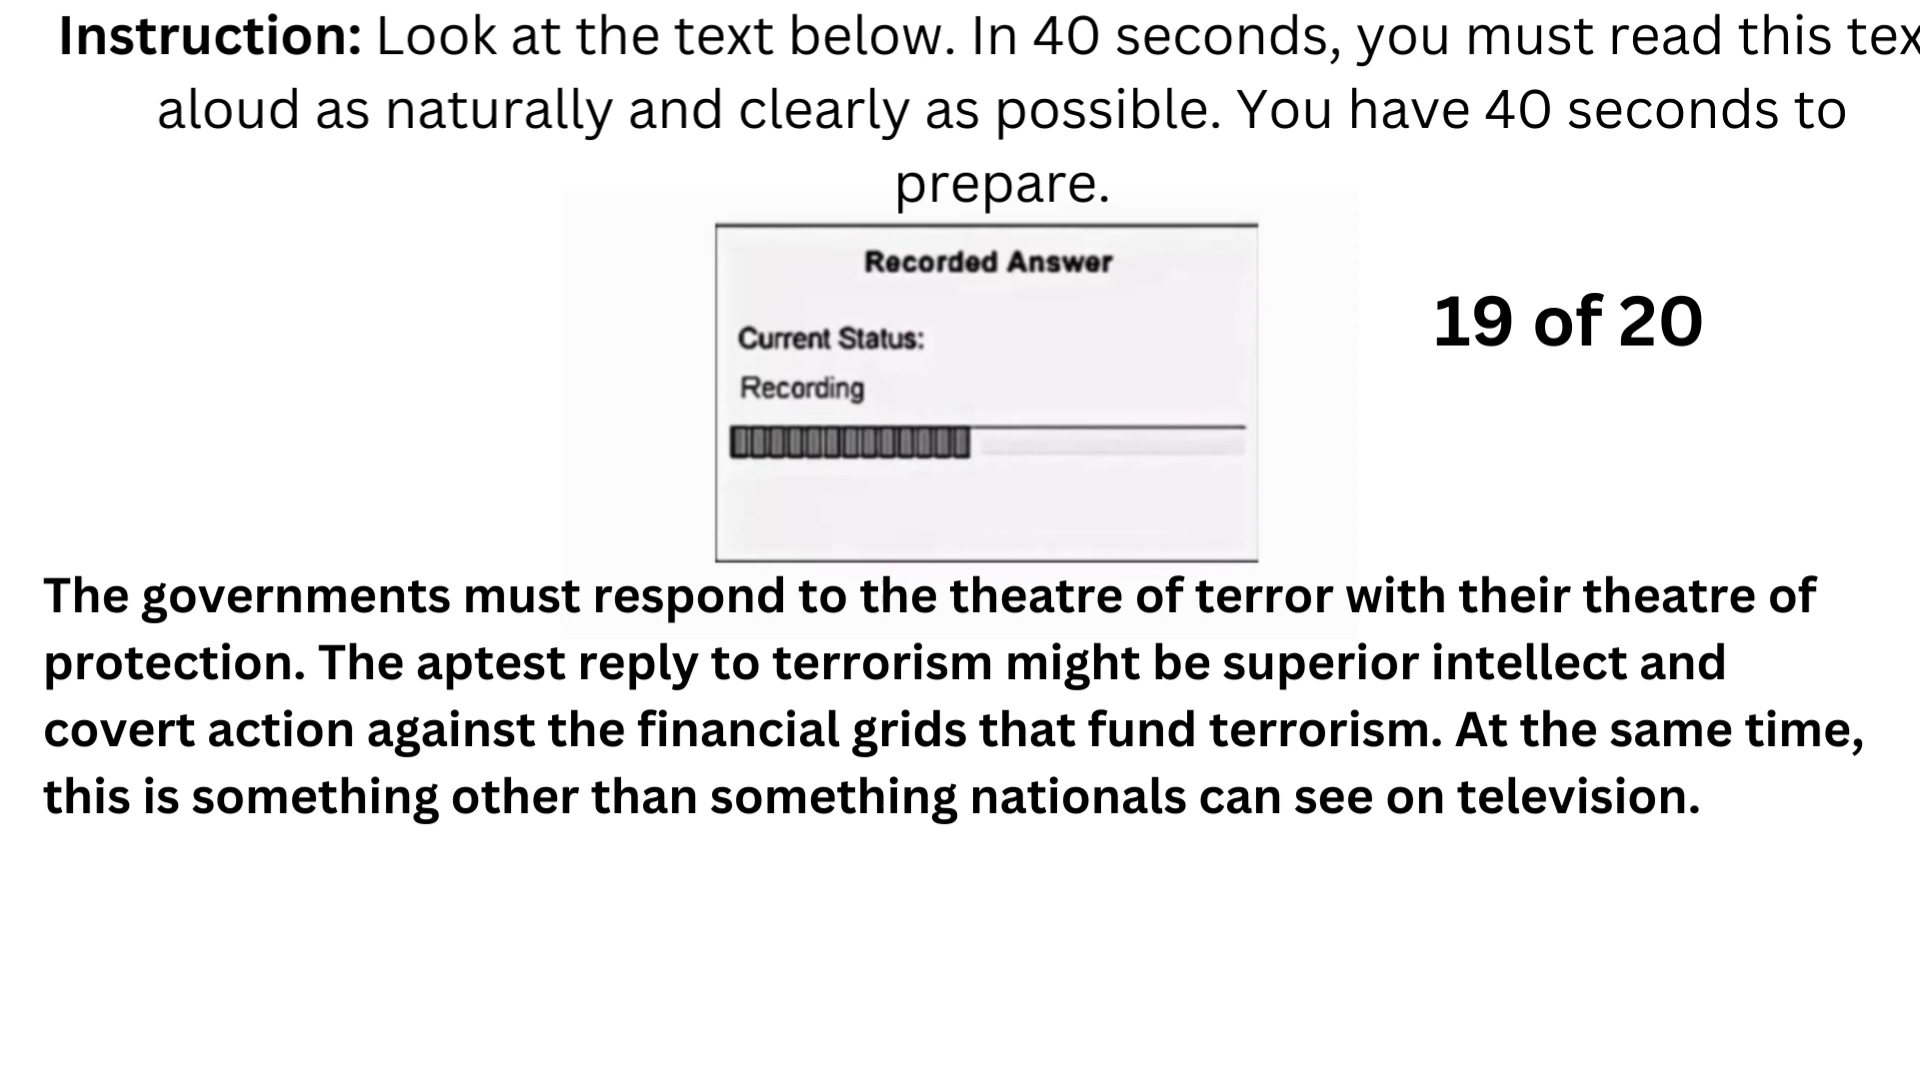 Instruction: Look at the text below. In 40 seconds, you must read this tex
aloud as naturally and clearly as possible. You have 40 seconds to
prepare.
Recorded Answer
Current Status:
Recording
19 of 20
The governments must respond to the theatre of terror with their theatre of
protection. The aptest reply to terrorism might be superior intellect and
covert action against the financial grids that fund terrorism. At the same time,
this is something other than something nationals can see on television.